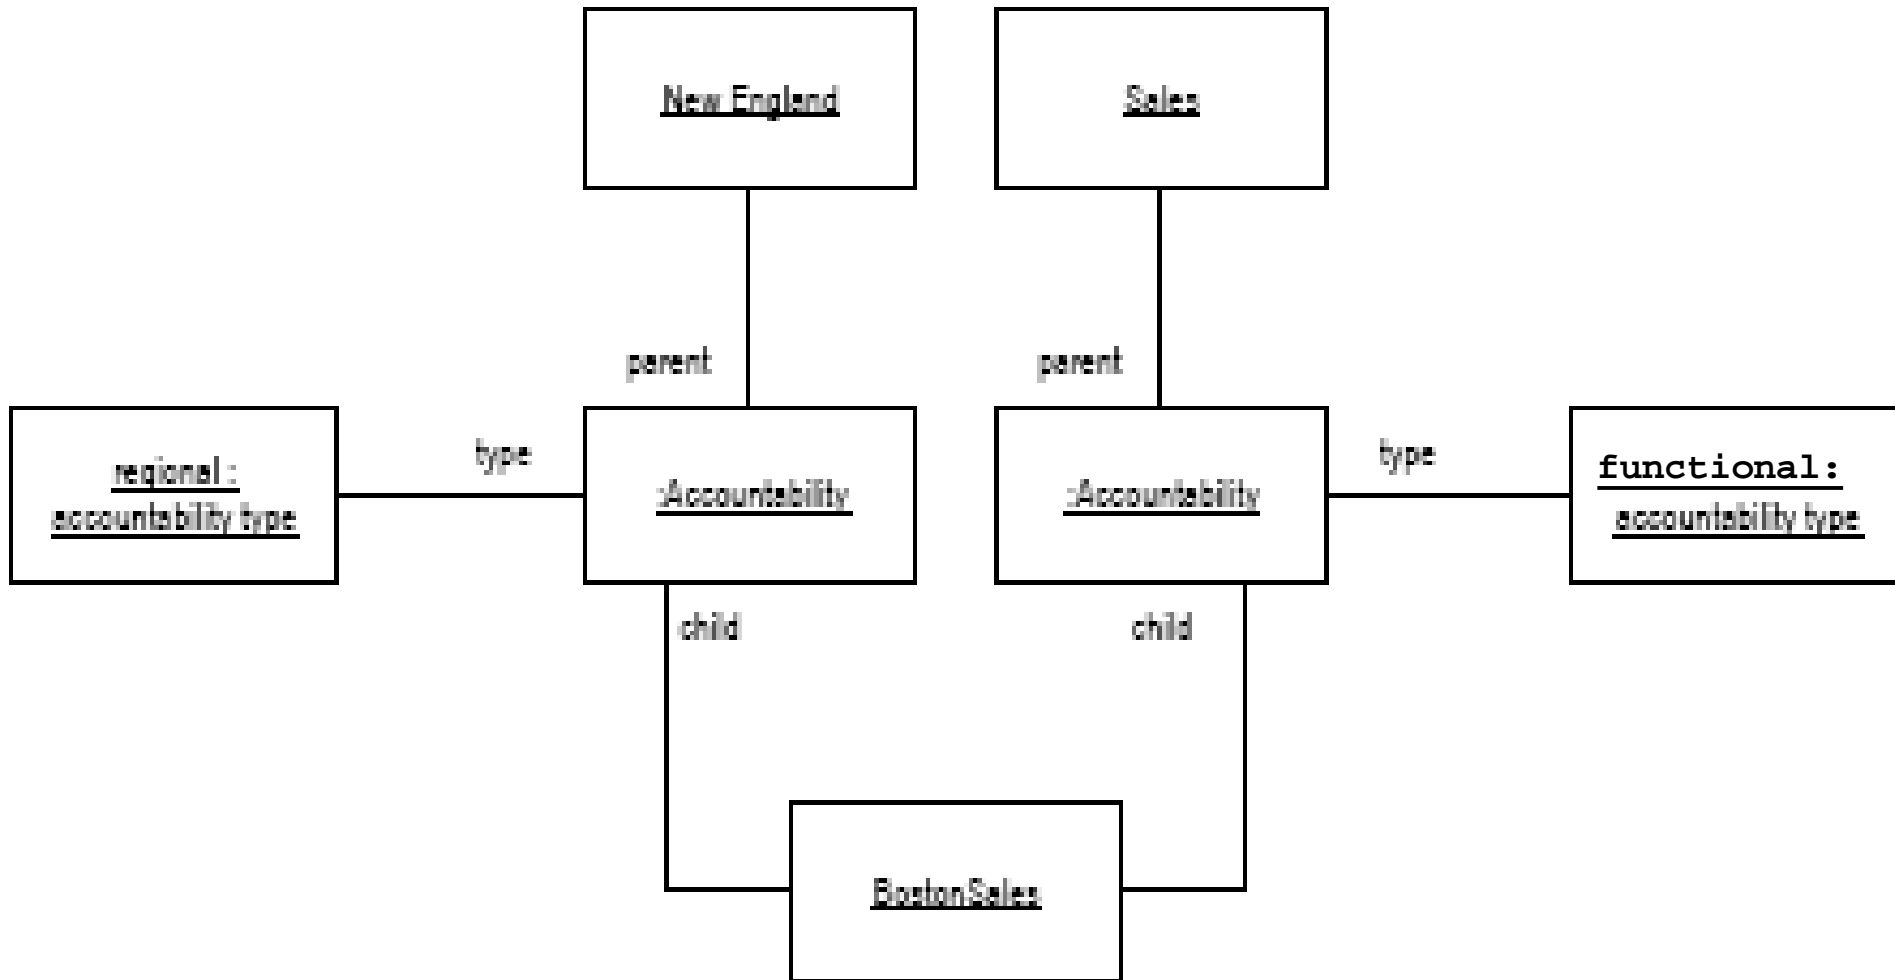 New England
Sales
parent
parent
regional :
accountability type
type
:Accountability
:Accountability
type
functional:
accountability type
child
child
BostonSales